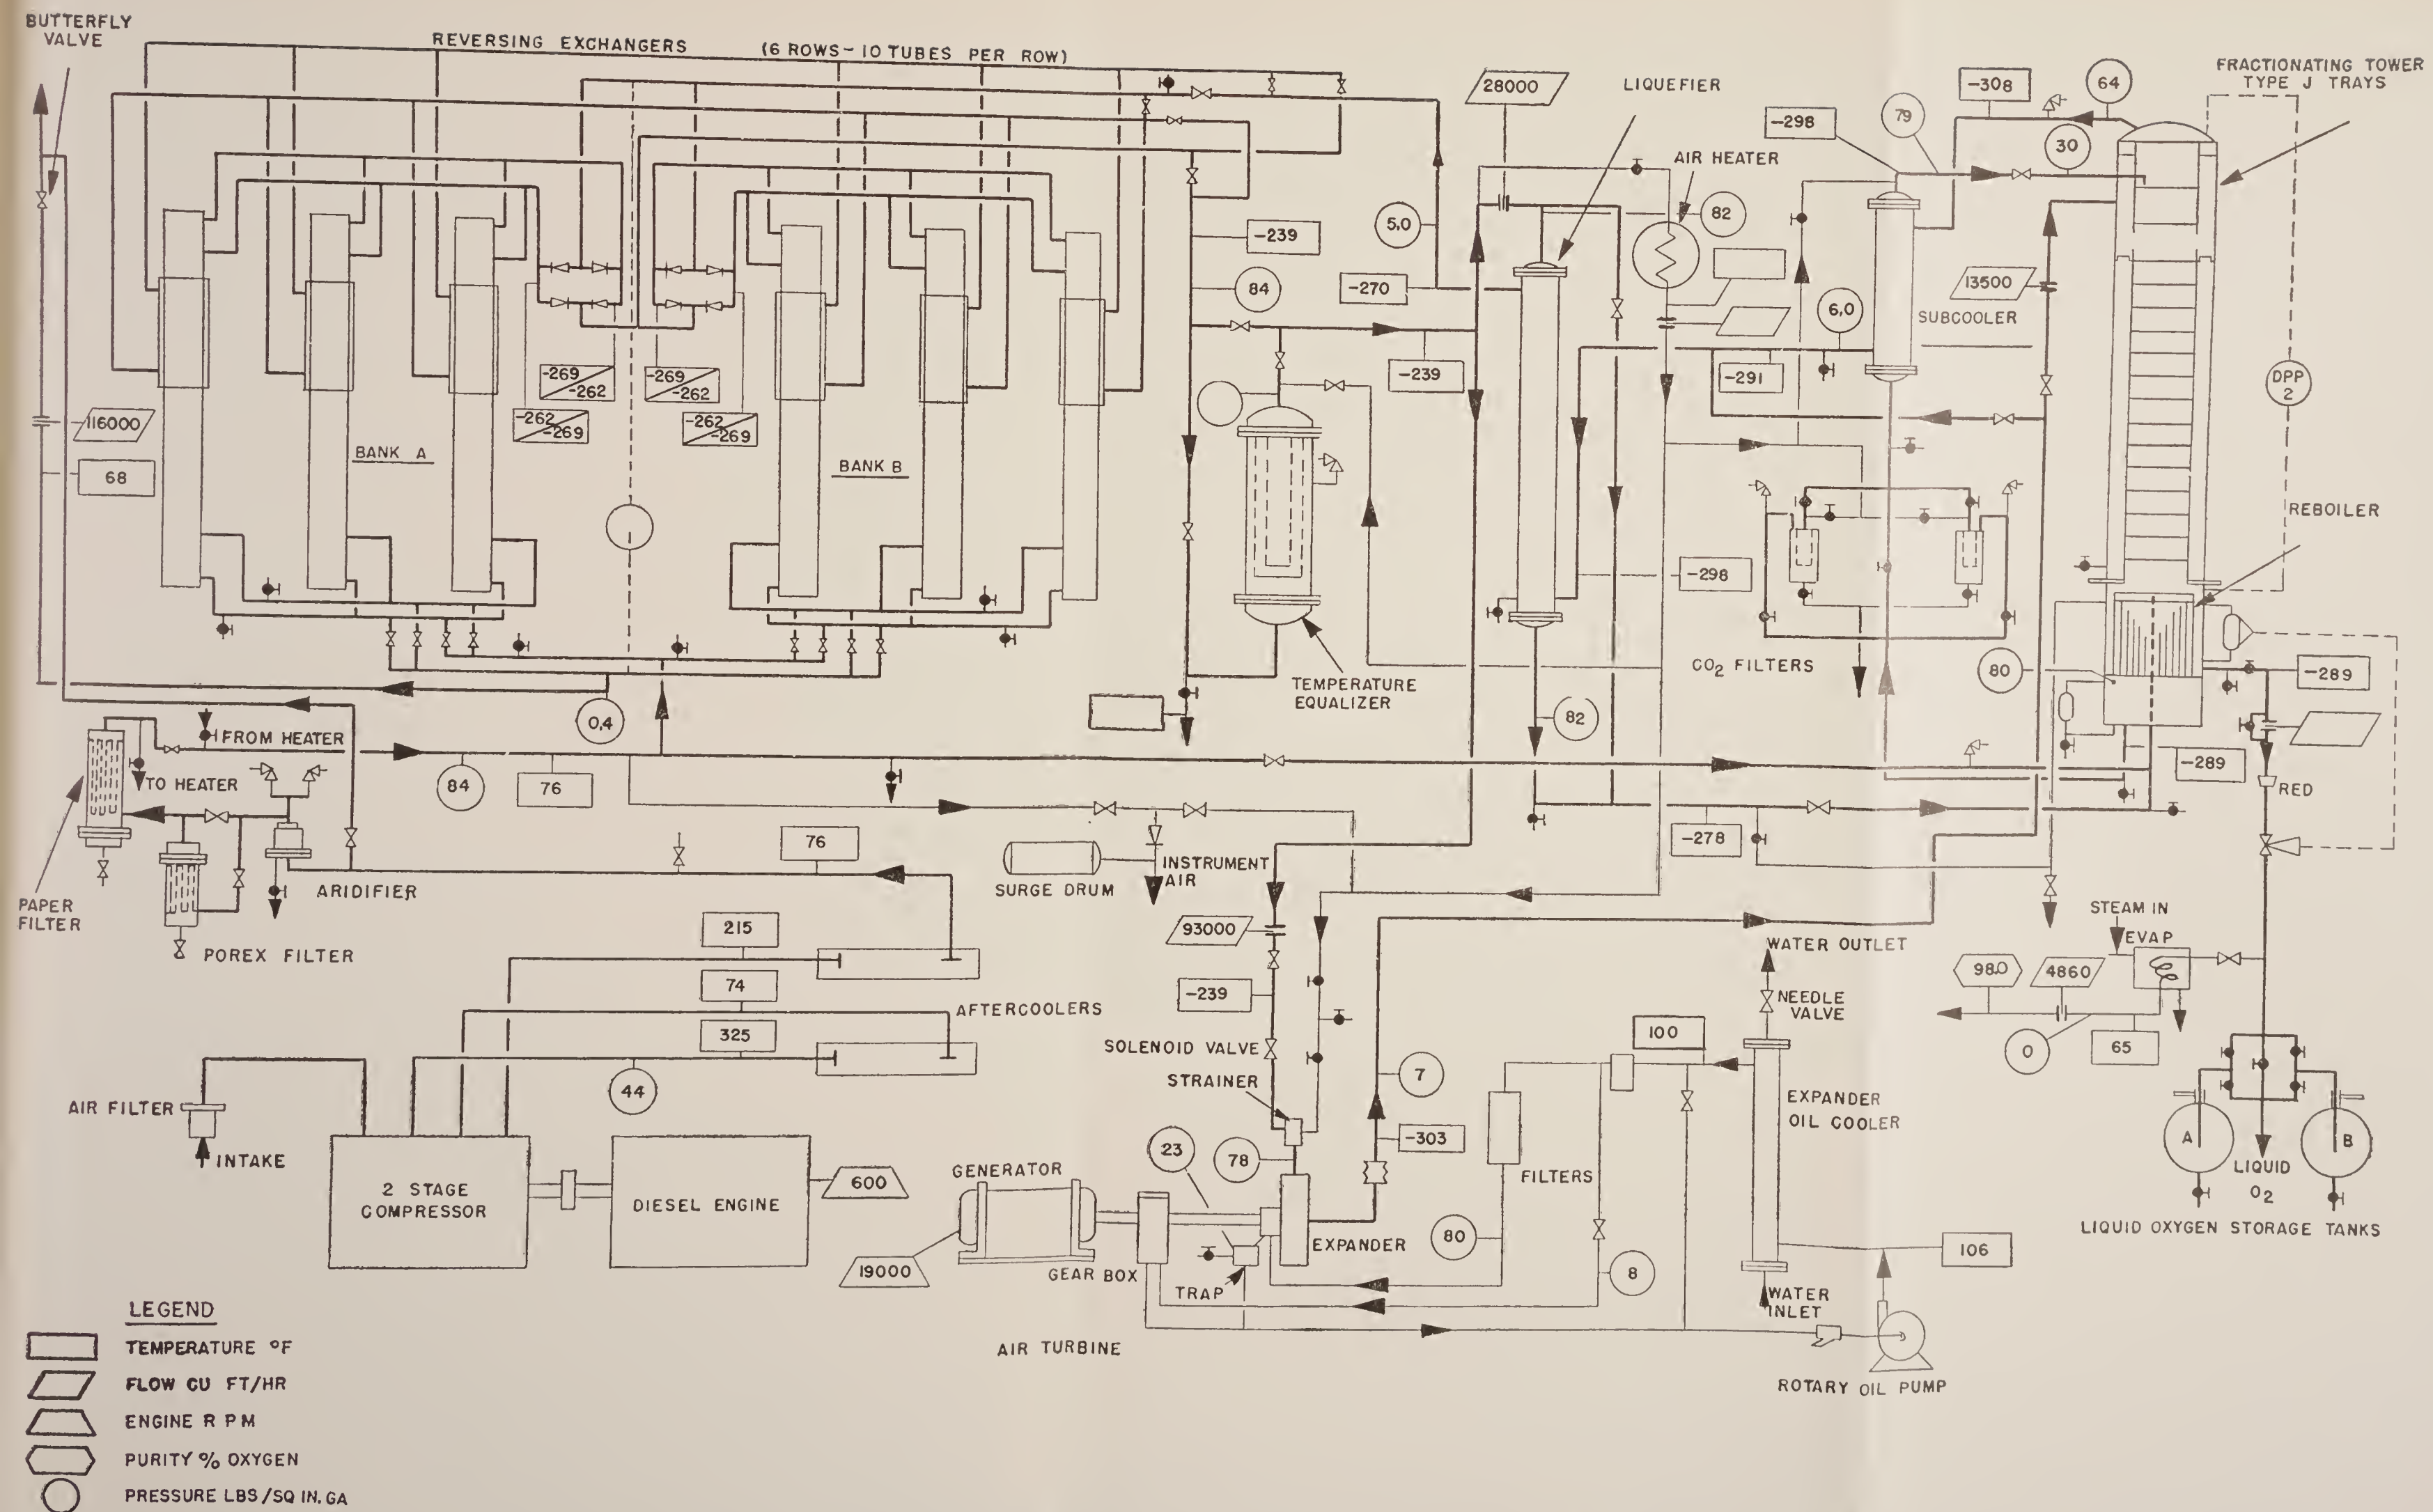 BUTTERFLY
VALVE
REVERSING EXCHANGERS (6 ROWS-10 TUBES PER ROW)
28000
LIQUEFIER
-308
64
FRACTIONATING TOWER
TYPE J TRAYS
-298
79
30
AIR HEATER
82
5.0
-239
84
-270
13500
6.0
SUBCOOLER
-239
-291
DPP
2
-269
-262
-269
-262
-262
-269
-262
-269
116000
68
BANK A
BANK B
REBOILER
-298
CO2 FILTERS
80
-289
TEMPERATURE
EQUALIZER
82
0.4
FROM HEATER
TO HEATER
84
76
-289
RED
76
-278
SURGE DRUM
INSTRUMENT
AIR
ARIDIFIER
PAPER
FILTER
POREX FILTER
215
74
325
AFTERCOOLERS
44
93000
-239
WATER OUTLET
NEEDLE
VALVE
STEAM IN
EVAP
98.0
4860
0
65
SOLENOID VALVE
STRAINER
100
7
EXPANDER
OIL COOLER
AIR FILTER
INTAKE
2 STAGE
COMPRESSOR
DIESEL ENGINE
600
GENERATOR
23
78
-303
FILTERS
A
B
LIQUID
O2
LIQUID OXYGEN STORAGE TANKS
19000
GEAR BOX
TRAP
EXPANDER
80
8
106
WATER
INLET
AIR TURBINE
ROTARY OIL PUMP
LEGEND
TEMPERATURE °F
FLOW CU FT/HR
ENGINE R P M
PURITY % OXYGEN
PRESSURE LBS/SQ IN. GA